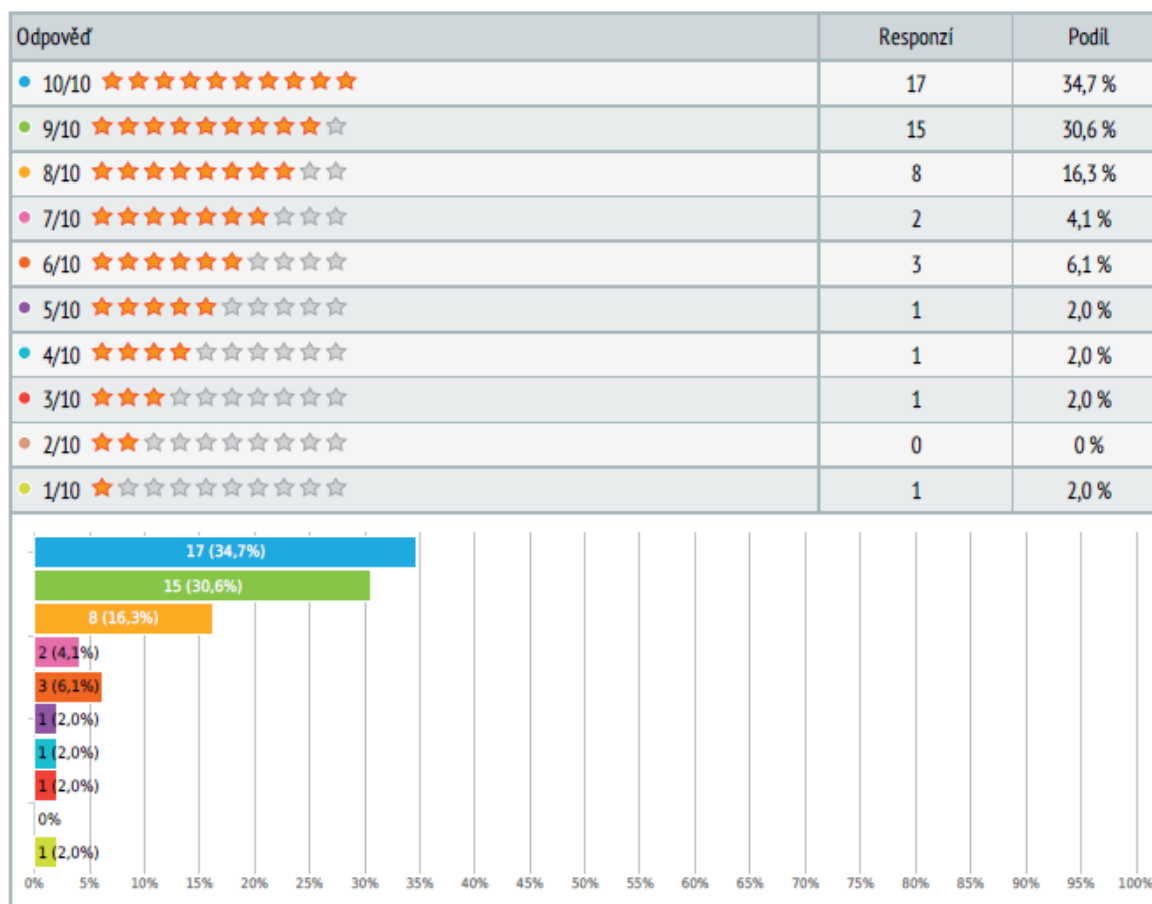 Odpověď Responzí Podíl
10/10 17 34,7 %
9/10 15 30,6 %
8/10 8 16,3 %
7/10 2 4,1 %
6/10 3 6,1 %
5/10 1 2,0 %
4/10 1 2,0 %
3/10 1 2,0 %
2/10 0 0 %
1/10 1 2,0 %
17 (34,7%)
15 (30,6%)
8 (16,3%)
2 (4,1%)
3 (6,1%)
1 (2,0%)
1 (2,0%)
1 (2,0%)
0%
1 (2,0%)
0% 5% 10% 15% 20% 25% 30% 35% 40% 45% 50% 55% 60% 65% 70% 75% 80% 85% 90% 95% 100%